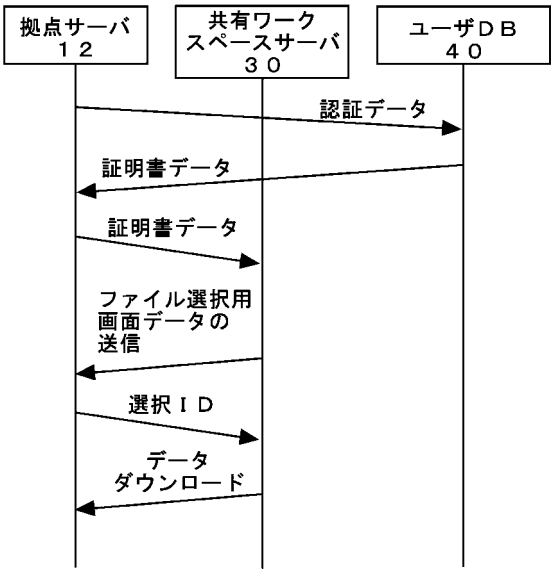 拠点サーバ
１２
共有ワーク
スペースサーバ
３０
ユーザＤＢ
４０
認証データ
証明書データ
証明書データ
ファイル選択用
画面データの
送信
選択ＩＤ
データ
ダウンロード